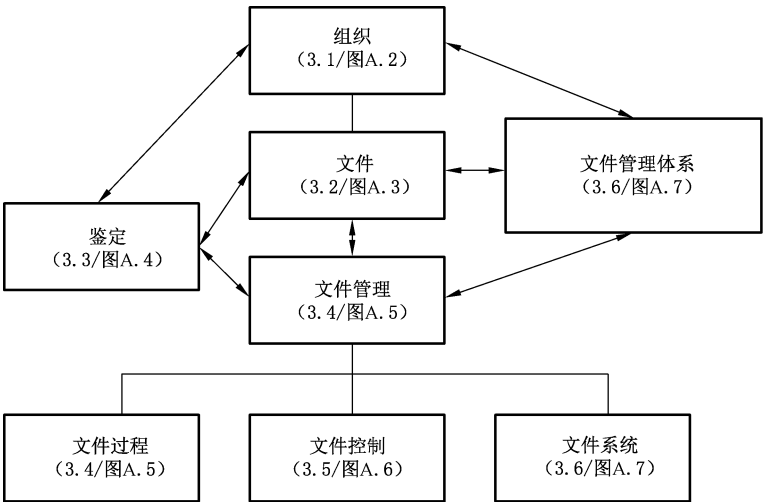 组织
（3.1/图A.2）
文件
（3.2/图A.3）
文件管理体系
（3.6/图A.7）
鉴定
（3.3/图A.4）
文件管理
（3.4/图A.5）
文件过程
（3.4/图A.5）
文件控制
（3.5/图A.6）
文件系统
（3.6/图A.7）